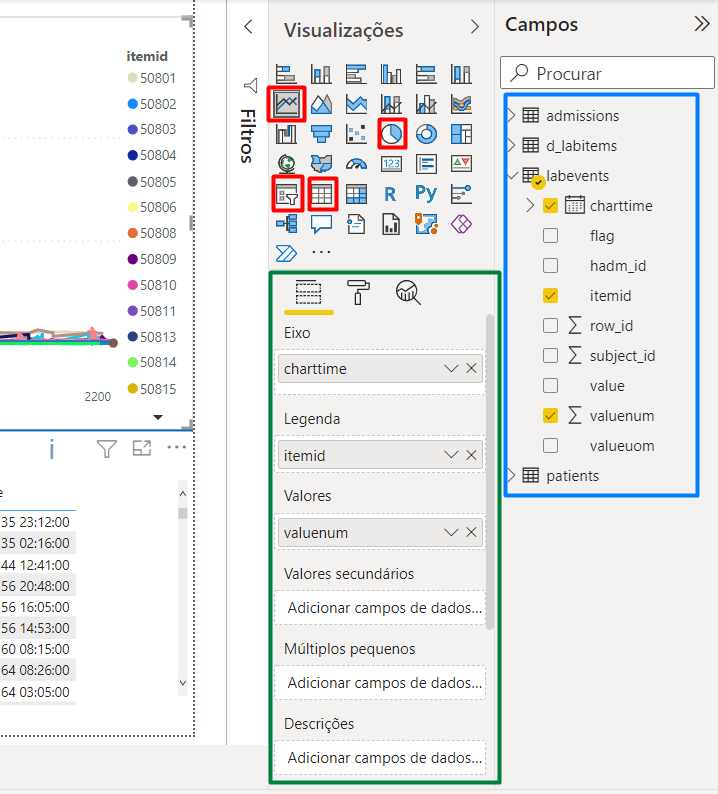 itemid
50801
50802
50803
50804
50805
50806
50808
50809
50810
50811
50813
50814
50815
2200
e
35 23:12:00
35 02:16:00
44 12:41:00
56 20:48:00
56 16:05:00
56 14:53:00
60 08:15:00
64 08:26:00
64 03:05:00
Filtros
Visualizações
123
R
Py
Eixo
charttime
Legenda
itemid
Valores
valuenum
Valores secundários
Adicionar campos de dados...
Múltiplos pequenos
Adicionar campos de dados...
Descrições
Adicionar campos de dados...
Campos
Procurar
admissions
d_labitems
labevents
charttime
flag
hadm_id
itemid
row_id
subject_id
value
valuenum
valueuom
patients